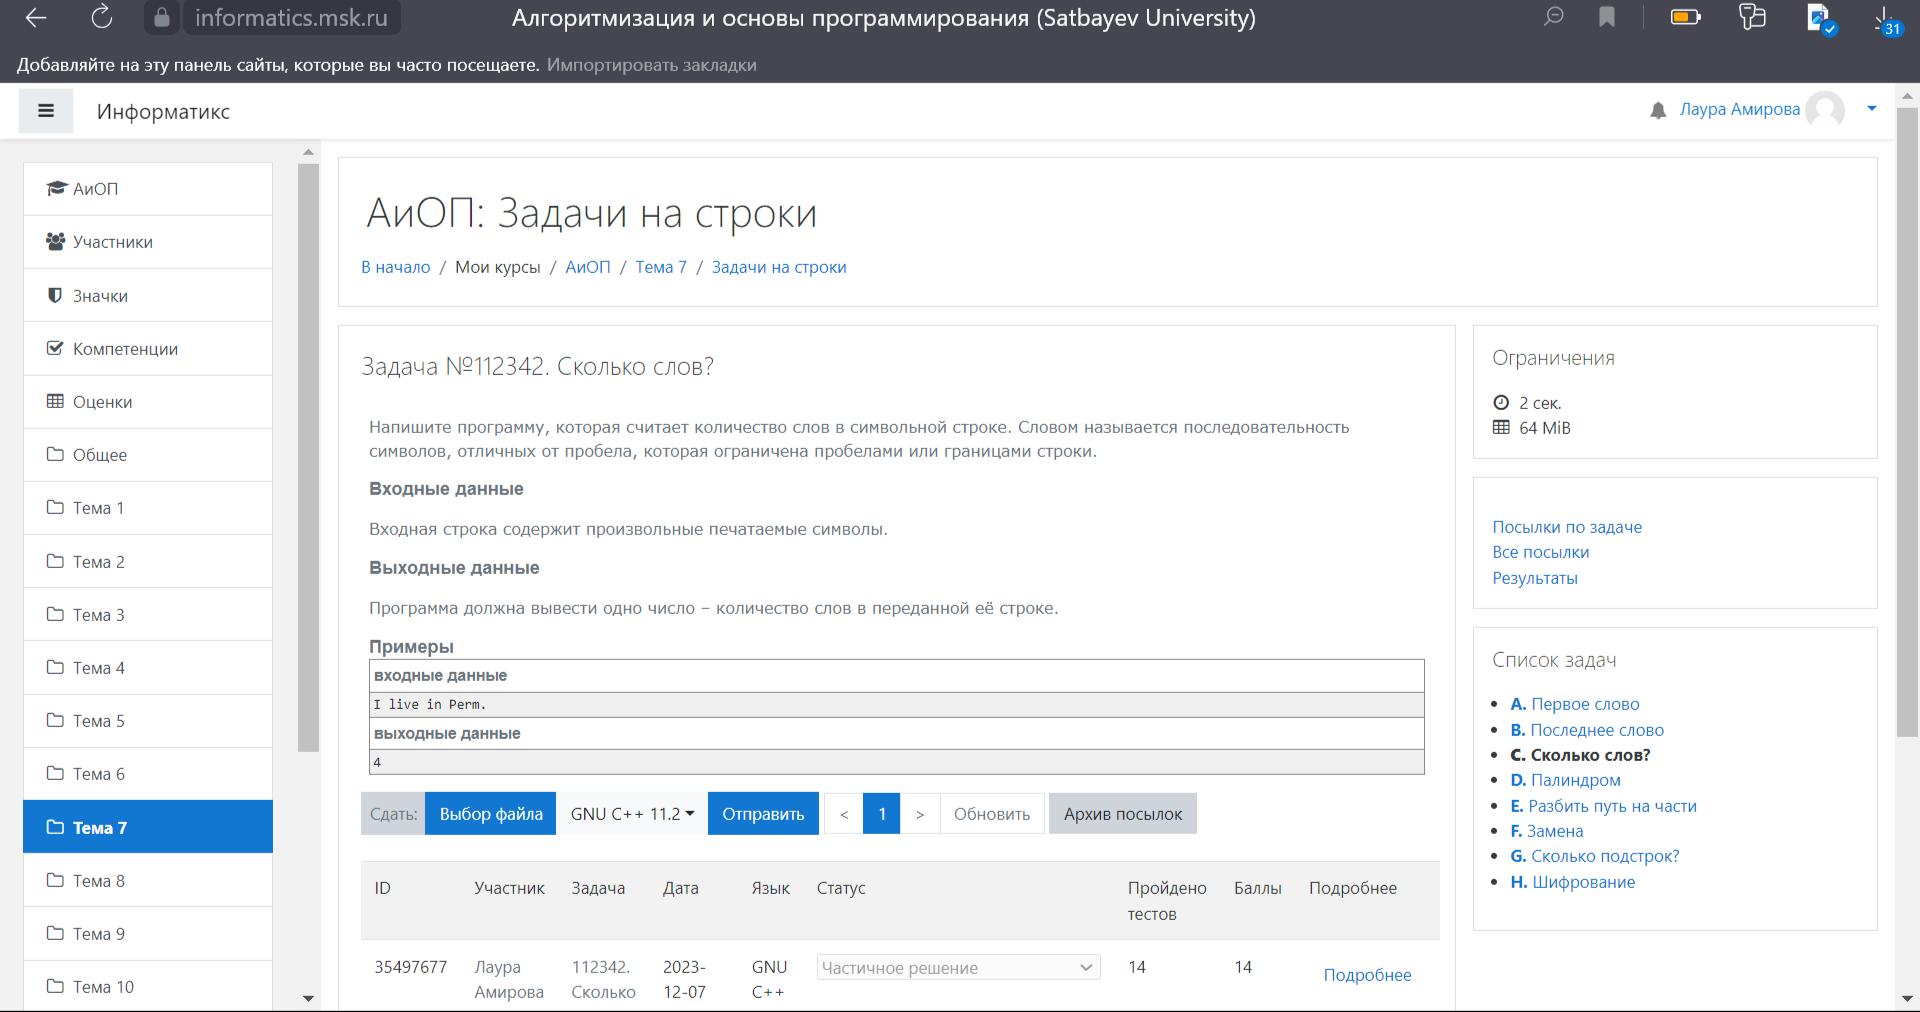 informatics.msk.ru
Алгоритмизация и основы программирования (Satbayev University)
31
Добавляйте на эту панель сайты, которые вы часто посещаете. Импортировать закладки
Информатикс
Лаура Амирова
АиОП
Участники
Значки
Компетенции
Оценки
Общее
Тема 1
Тема 2
Тема 3
Тема 4
Тема 5
Тема 6
Тема 7
Тема 8
Тема 9
Тема 10
АиОП: Задачи на строки
В начало / Мои курсы / АиОП / Тема 7 / Задачи на строки
Задача №112342. Сколько слов?
Напишите программу, которая считает количество слов в символьной строке. Словом называется последовательность
символов, отличных от пробела, которая ограничена пробелами или границами строки.
Входные данные
Входная строка содержит произвольные печатаемые символы.
Выходные данные
Программа должна вывести одно число – количество слов в переданной её строке.
Примеры
входные данные
I live in Perm.
выходные данные
4
Сдать: Выбор файла GNU C++ 11.2 Отправить < 1 > Обновить Архив посылок
ID Участник Задача Дата Язык Статус Пройдено тестов Баллы Подробнее
35497677 Лаура Амирова 112342. Сколько 2023-12-07 GNU C++ Частичное решение 14 14 Подробнее
Ограничения
2 сек.
64 MiB
Посылки по задаче
Все посылки
Результаты
Список задач
A. Первое слово
B. Последнее слово
C. Сколько слов?
D. Палиндром
E. Разбить путь на части
F. Замена
G. Сколько подстрок?
H. Шифрование